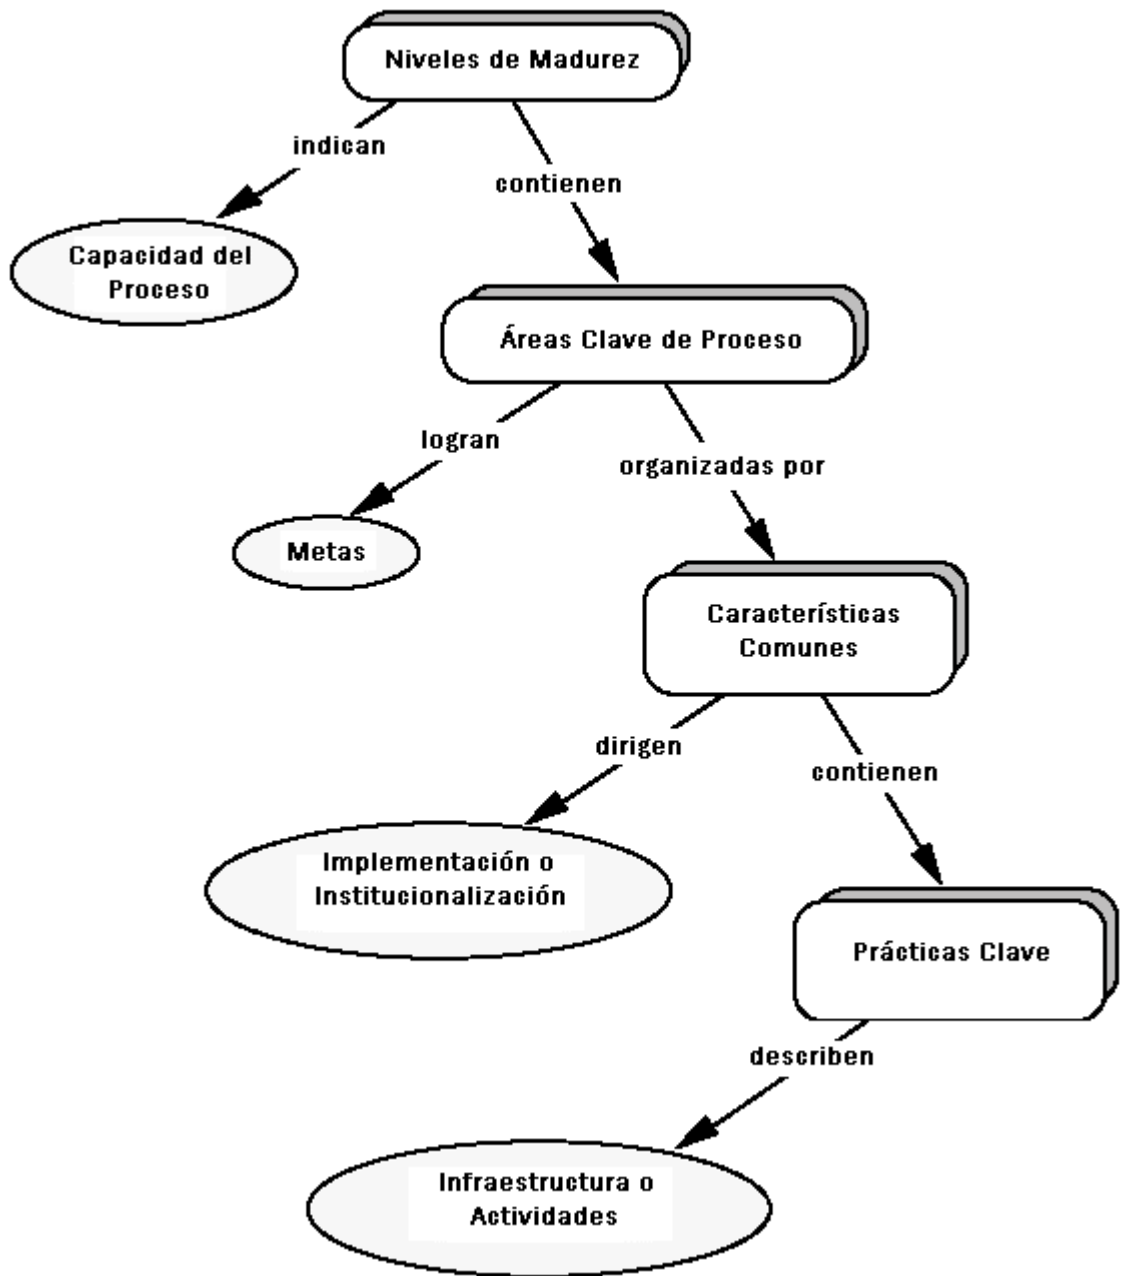 Niveles de Madurez
indican
contienen
Capacidad del
Proceso
Áreas Clave de Proceso
logran
organizadas por
Metas
Características
Comunes
dirigen
contienen
Implementación o
Institucionalización
Prácticas Clave
describen
Infraestructura o
Actividades